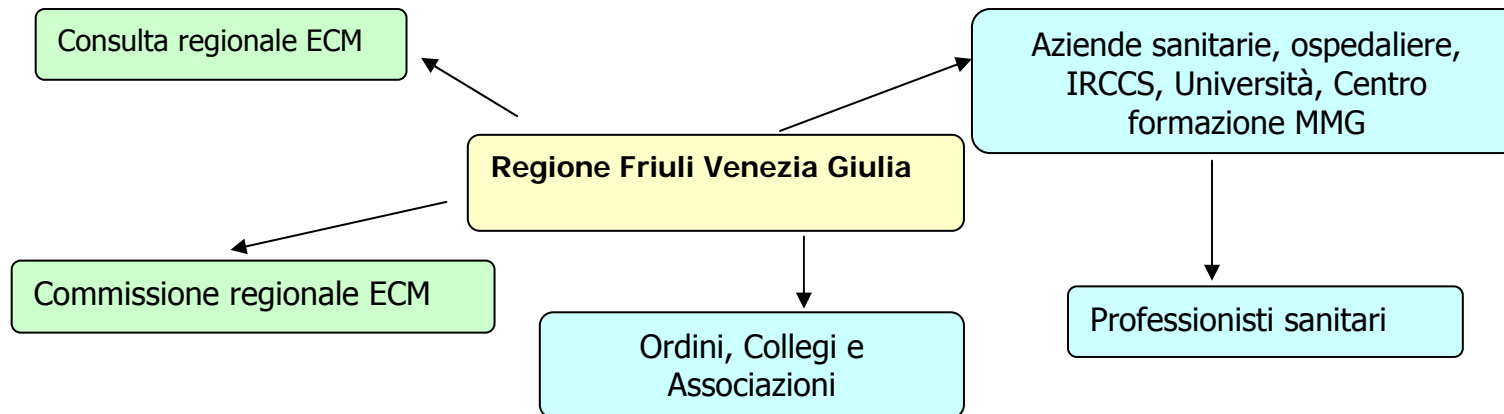 Consulta regionale ECM
Aziende sanitarie, ospedaliere,
IRCCS, Università, Centro
formazione MMG
Regione Friuli Venezia Giulia
Commissione regionale ECM
Professionisti sanitari
Ordini, Collegi e
Associazioni